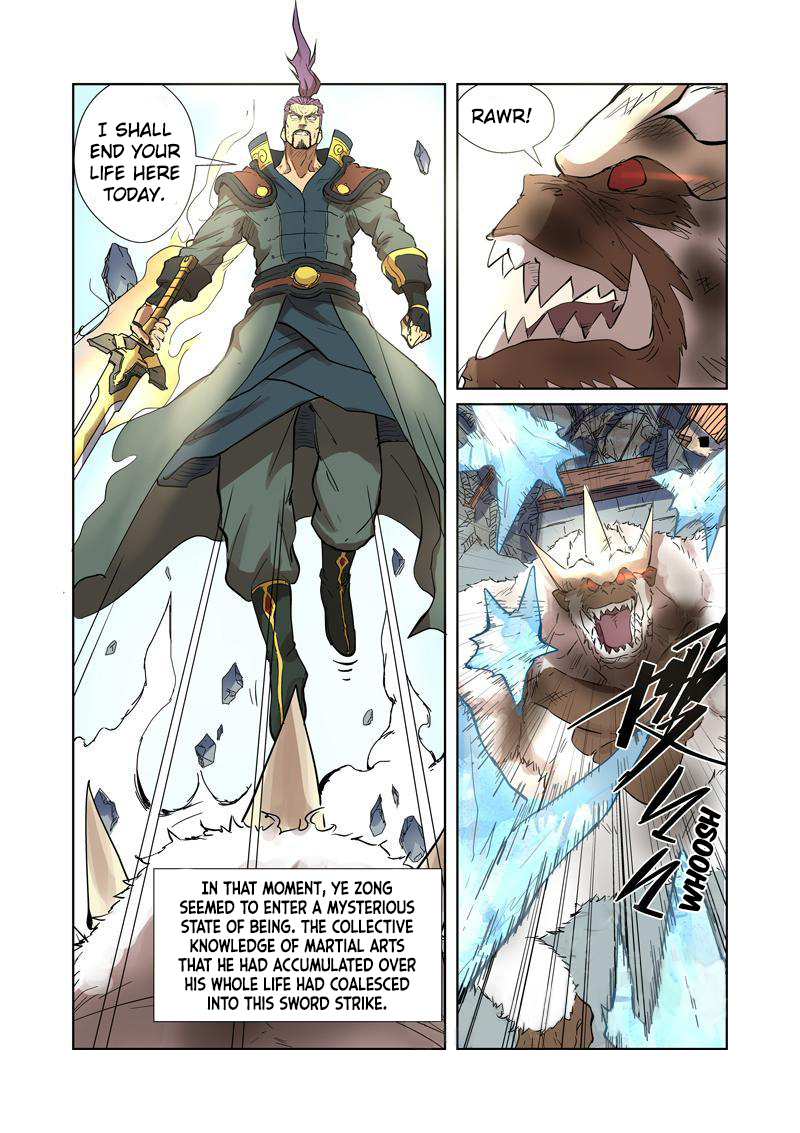 I SHALL
END YOUR
LIFE HERE
TODAY.
RAWR!
WHOOSH
IN THAT MOMENT, YE ZONG
SEEMED TO ENTER A MYSTERIOUS
STATE OF BEING. THE COLLECTIVE
KNOWLEDGE OF MARTIAL ARTS
THAT HE HAD ACCUMULATED OVER
HIS WHOLE LIFE HAD COALESCED
INTO THIS SWORD STRIKE.